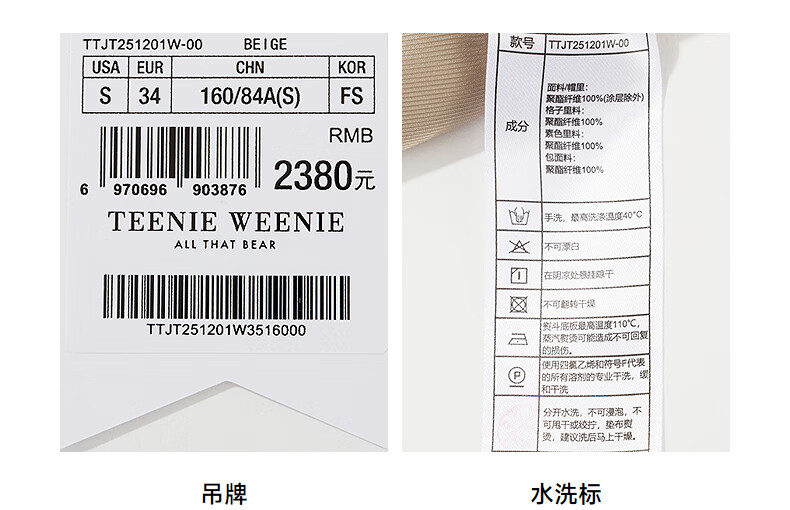 TTJT251201W-00 BEIGE
USA EUR CHN KOR
S 34 160/84A(S) FS
RMB
6 970696 903876
2380元
TEENIE WEENIE
ALL THAT BEAR
TTJT251201W3516000
吊牌
款号 TTJT251201W-00
成分
面料/帽里:
聚酯纤维100%(涂层除外)
格子里料:
聚酯纤维100%
素色里料:
聚酯纤维100%
包面料:
聚酯纤维100%
手洗，最高洗涤温度40°C
不可漂白
在阴凉处悬挂晾干
不可翻转干燥
熨斗底板最高温度110℃,
蒸汽熨烫可能造成不可回复
的损伤。
使用四氯乙烯和符号F代表
的所有溶剂的专业干洗，缓
和干洗
分开水洗，不可浸泡，不
可甩干或绞拧，垫布熨
烫，建议洗后马上干燥。
水洗标